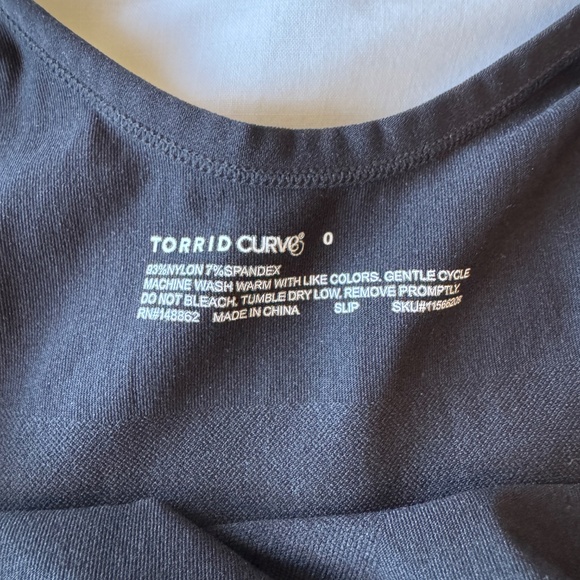 TORRID CURVE 0
93%NYLON 7%SPANDEX
MACHINE WASH WARM WITH LIKE COLORS. GENTLE CYCLE
DO NOT BLEACH. TUMBLE DRY LOW. REMOVE PROMPTLY.
RN#148862 MADE IN CHINA SLIP